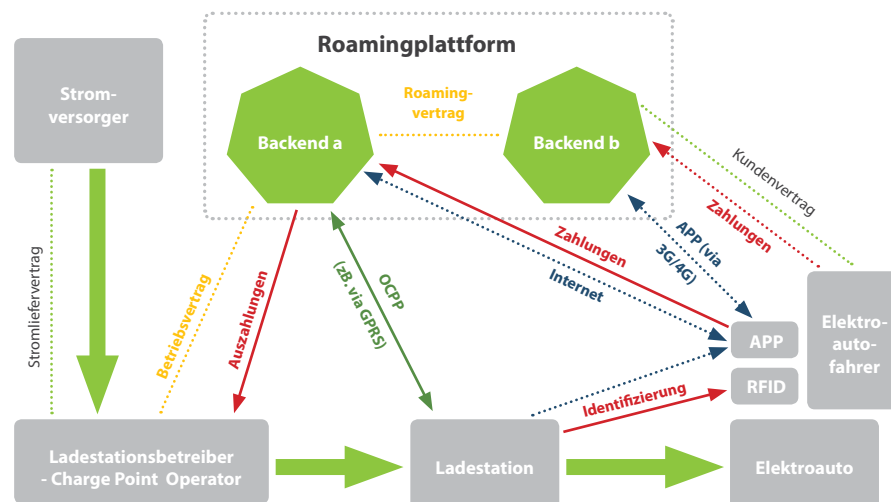 Roamingplattform
Strom-
versorger
Roaming-
vertrag
Backend a
Backend b
Kundenvertrag
Zahlungen
Zahlungen
APP (via
3G/4G)
Internet
OCPP
(zB. via GPRS)
Stromliefervertrag
Betriebsvertrag
Auszahlungen
APP
RFID
Elektro-
auto-
fahrer
Identifizierung
Ladestationsbetreiber
- Charge Point Operator
Ladestation
Elektroauto